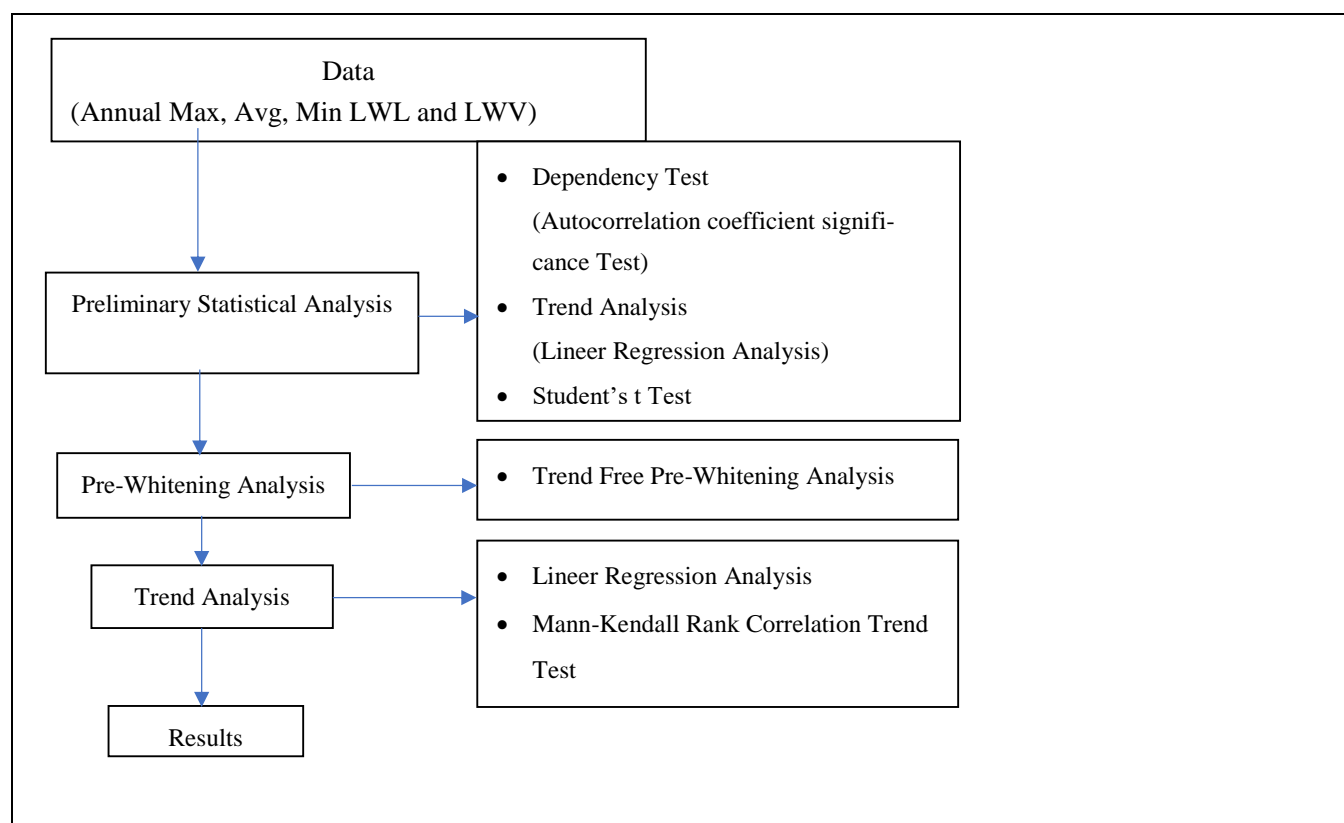 Data
(Annual Max, Avg, Min LWL and LWV)
• Dependency Test
(Autocorrelation coefficient signifi-
cance Test)
• Trend Analysis
(Lineer Regression Analysis)
• Student’s t Test
Preliminary Statistical Analysis
Pre-Whitening Analysis
• Trend Free Pre-Whitening Analysis
Trend Analysis
• Lineer Regression Analysis
• Mann-Kendall Rank Correlation Trend
Test
Results